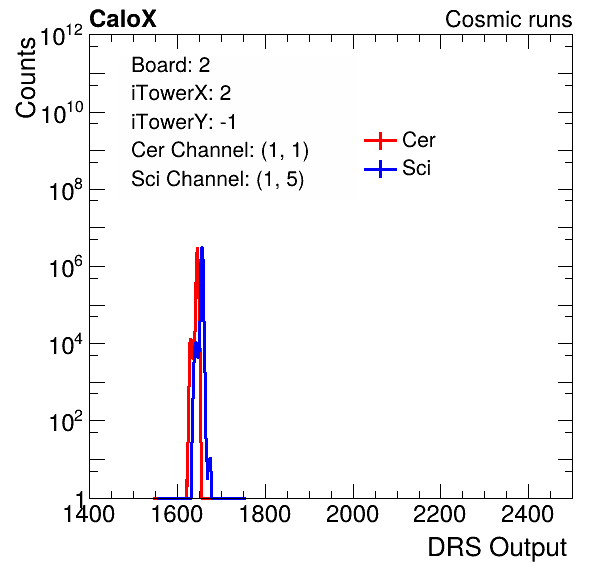 CaloX Cosmic runs
Counts
Board: 2
iTowerX: 2
iTowerY: -1
Cer Channel: (1, 1)
Sci Channel: (1, 5)
Cer
Sci
10^12
10^10
10^8
10^6
10^4
10^2
1
1400 1600 1800 2000 2200 2400
DRS Output